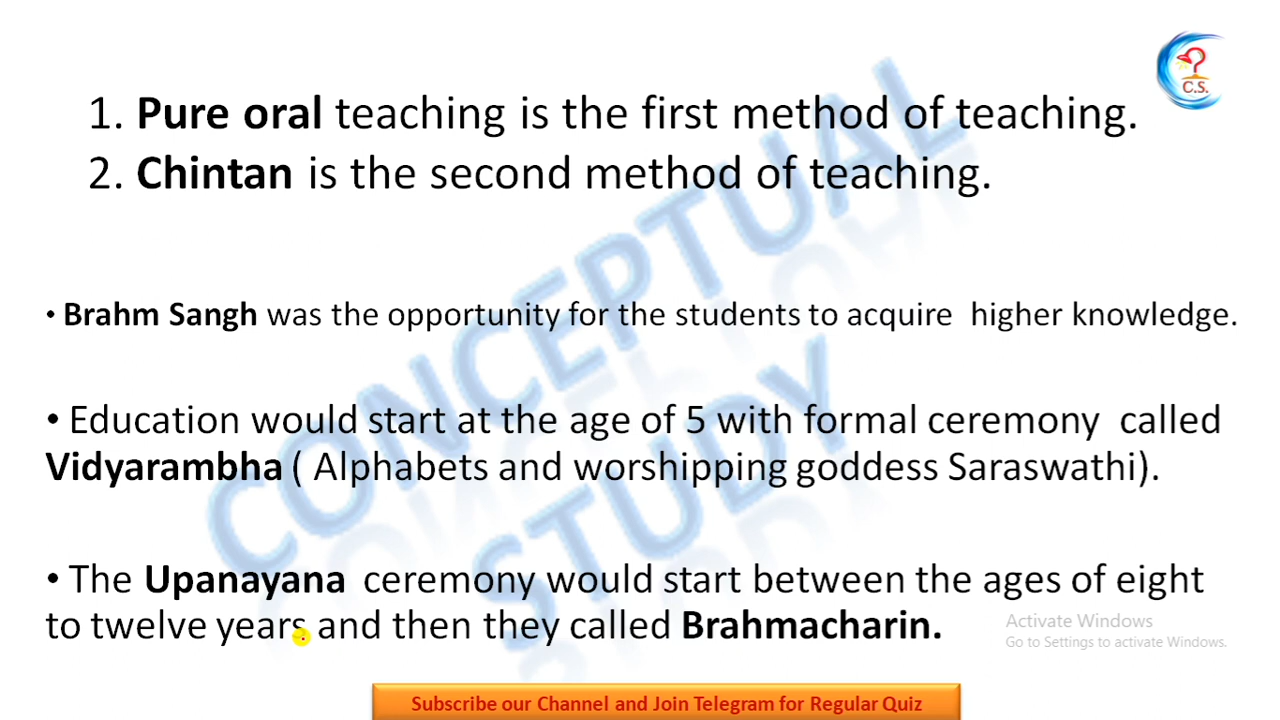 C.S.
1. Pure oral teaching is the first method of teaching.
2. Chintan is the second method of teaching.
• Brahm Sangh was the opportunity for the students to acquire higher knowledge.
• Education would start at the age of 5 with formal ceremony called
Vidyarambha ( Alphabets and worshipping goddess Saraswathi).
• The Upanayana ceremony would start between the ages of eight
to twelve years and then they called Brahmacharin.
CONCEPTUAL
STUDY
Activate Windows
Go to Settings to activate Windows.
Subscribe our Channel and Join Telegram for Regular Quiz